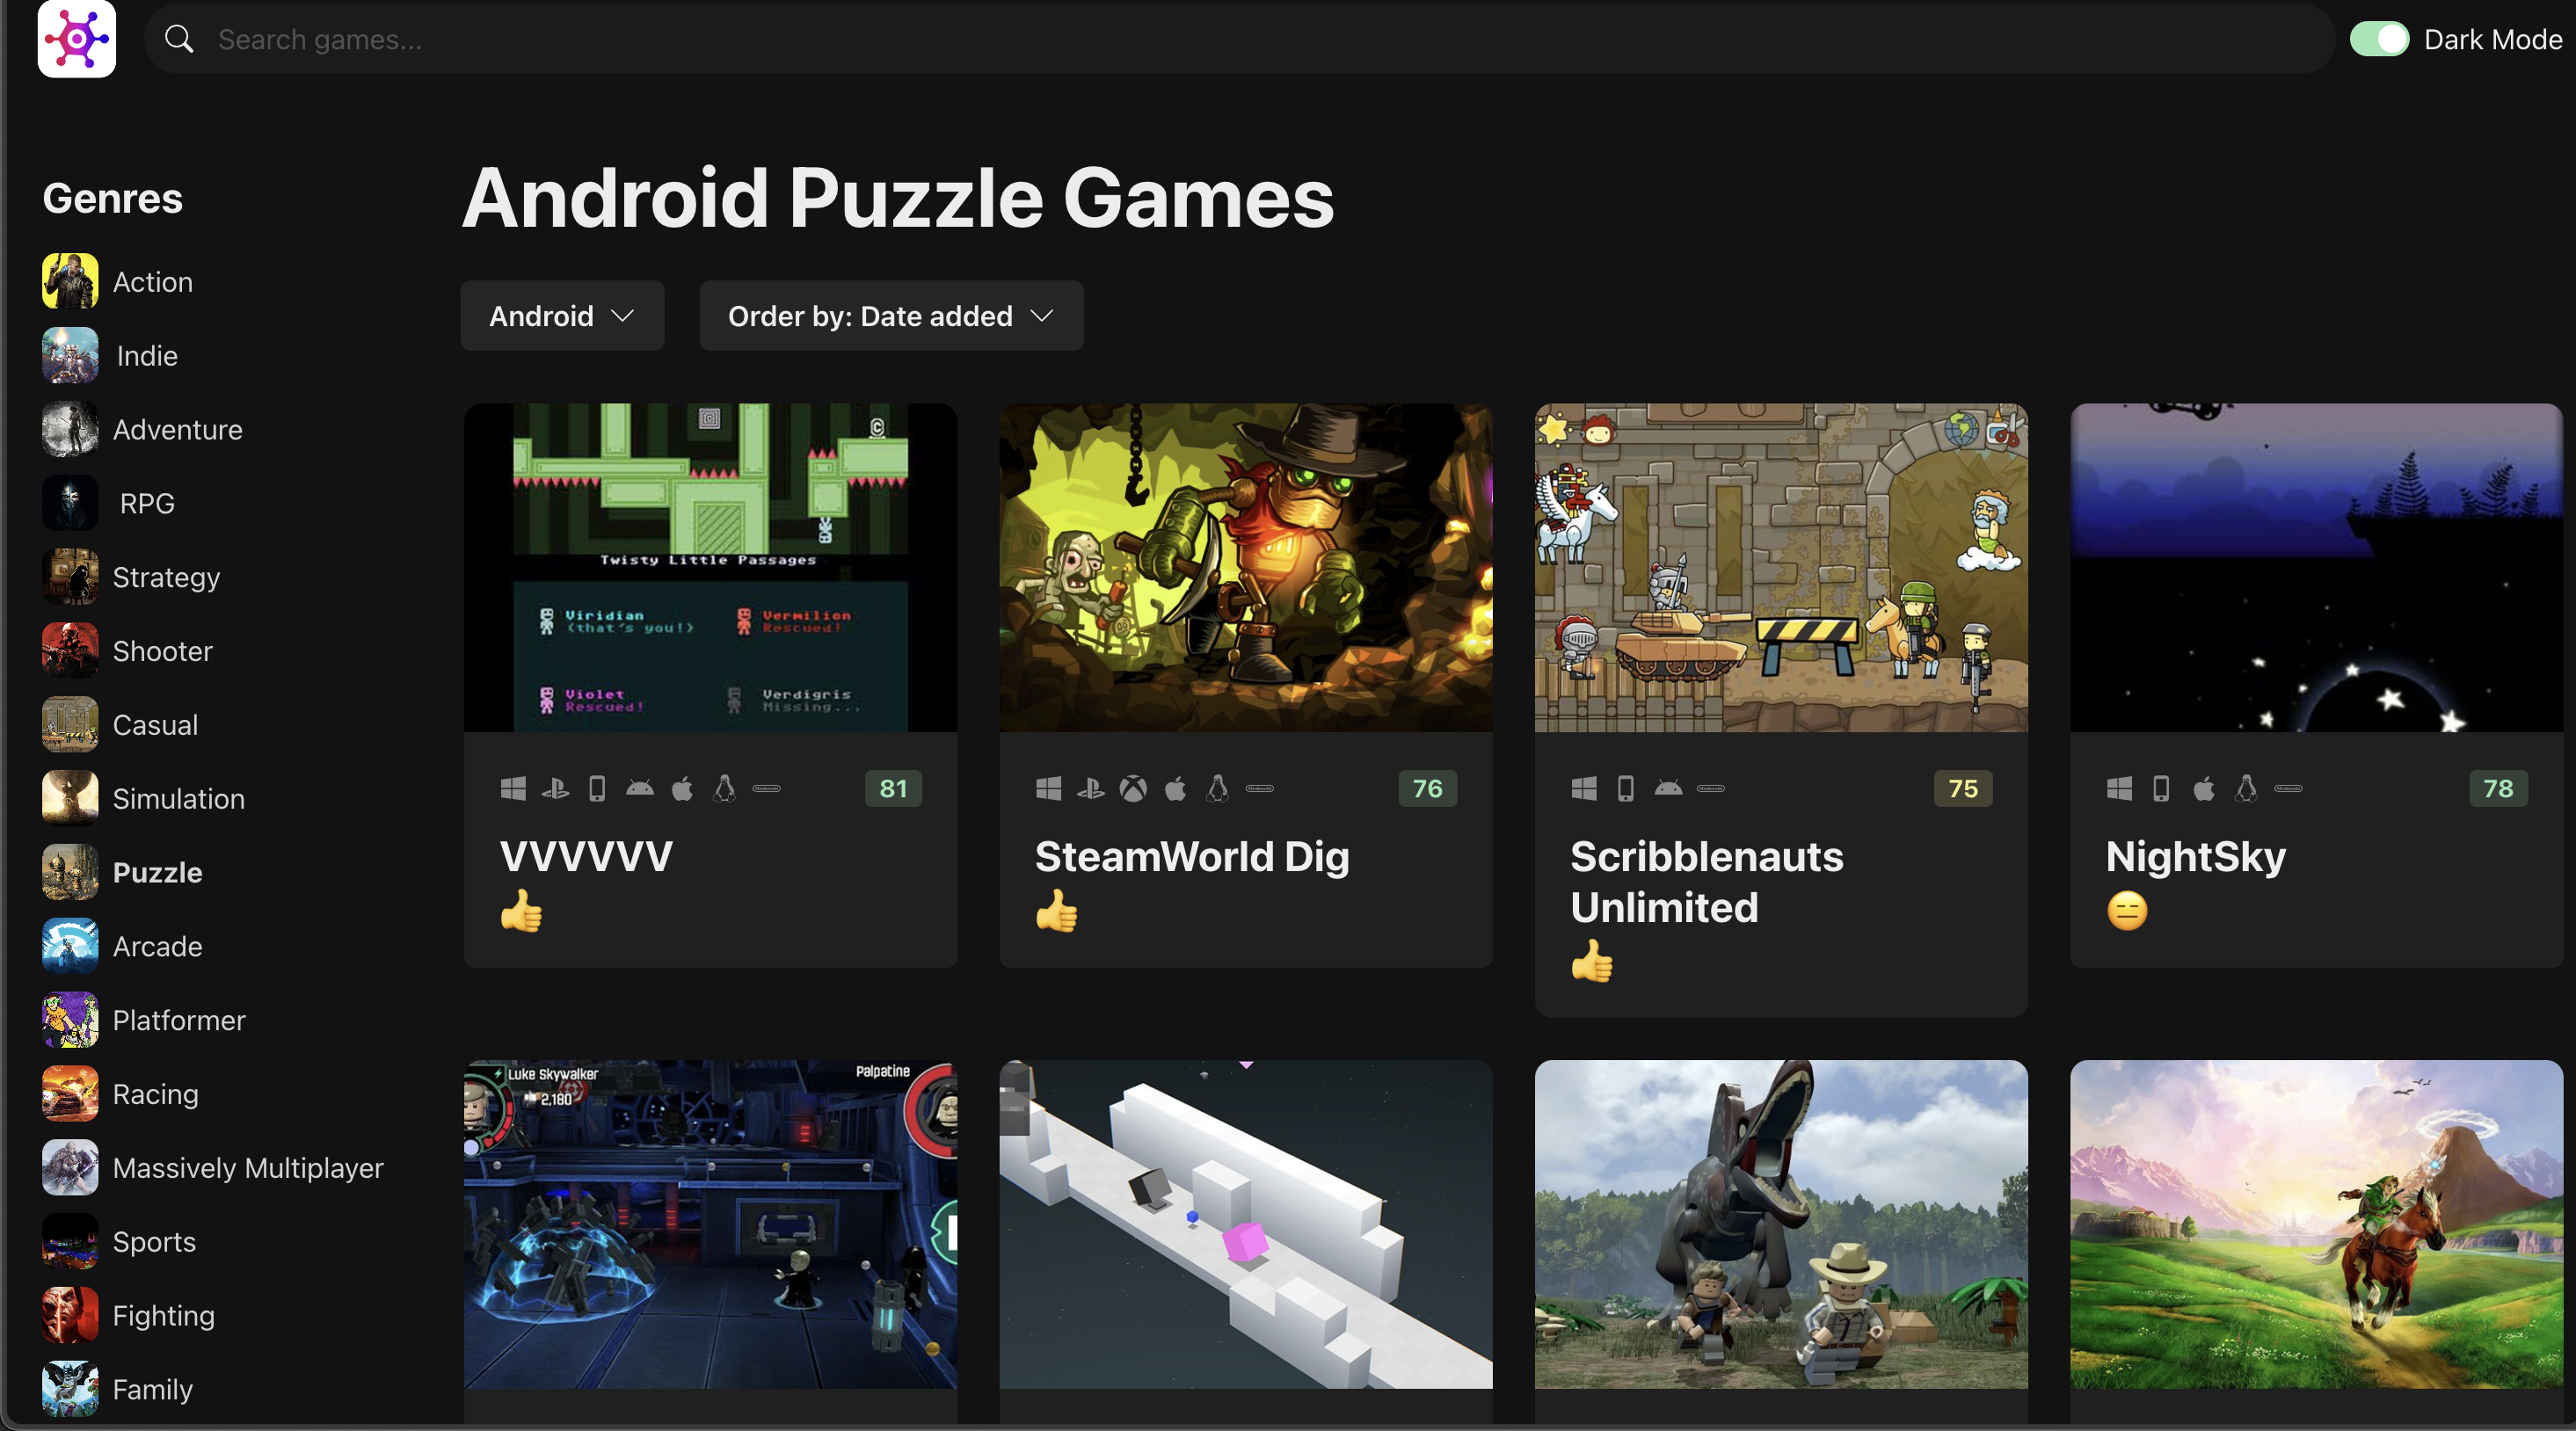 Search games...
Dark Mode
Genres
Action
Indie
Adventure
RPG
Strategy
Shooter
Casual
Simulation
Puzzle
Arcade
Platformer
Racing
Massively Multiplayer
Sports
Fighting
Family
Android Puzzle Games
Android
Order by: Date added
C
Twisty Little Passages
Viridian
(that's you!)
Vermilion
Rescued!
Violet
Rescued!
Verdigris
Missing...
81
VVVVVV
76
SteamWorld Dig
75
Scribblenauts
Unlimited
78
NightSky
Luke Skywalker
2,180
Palpatine